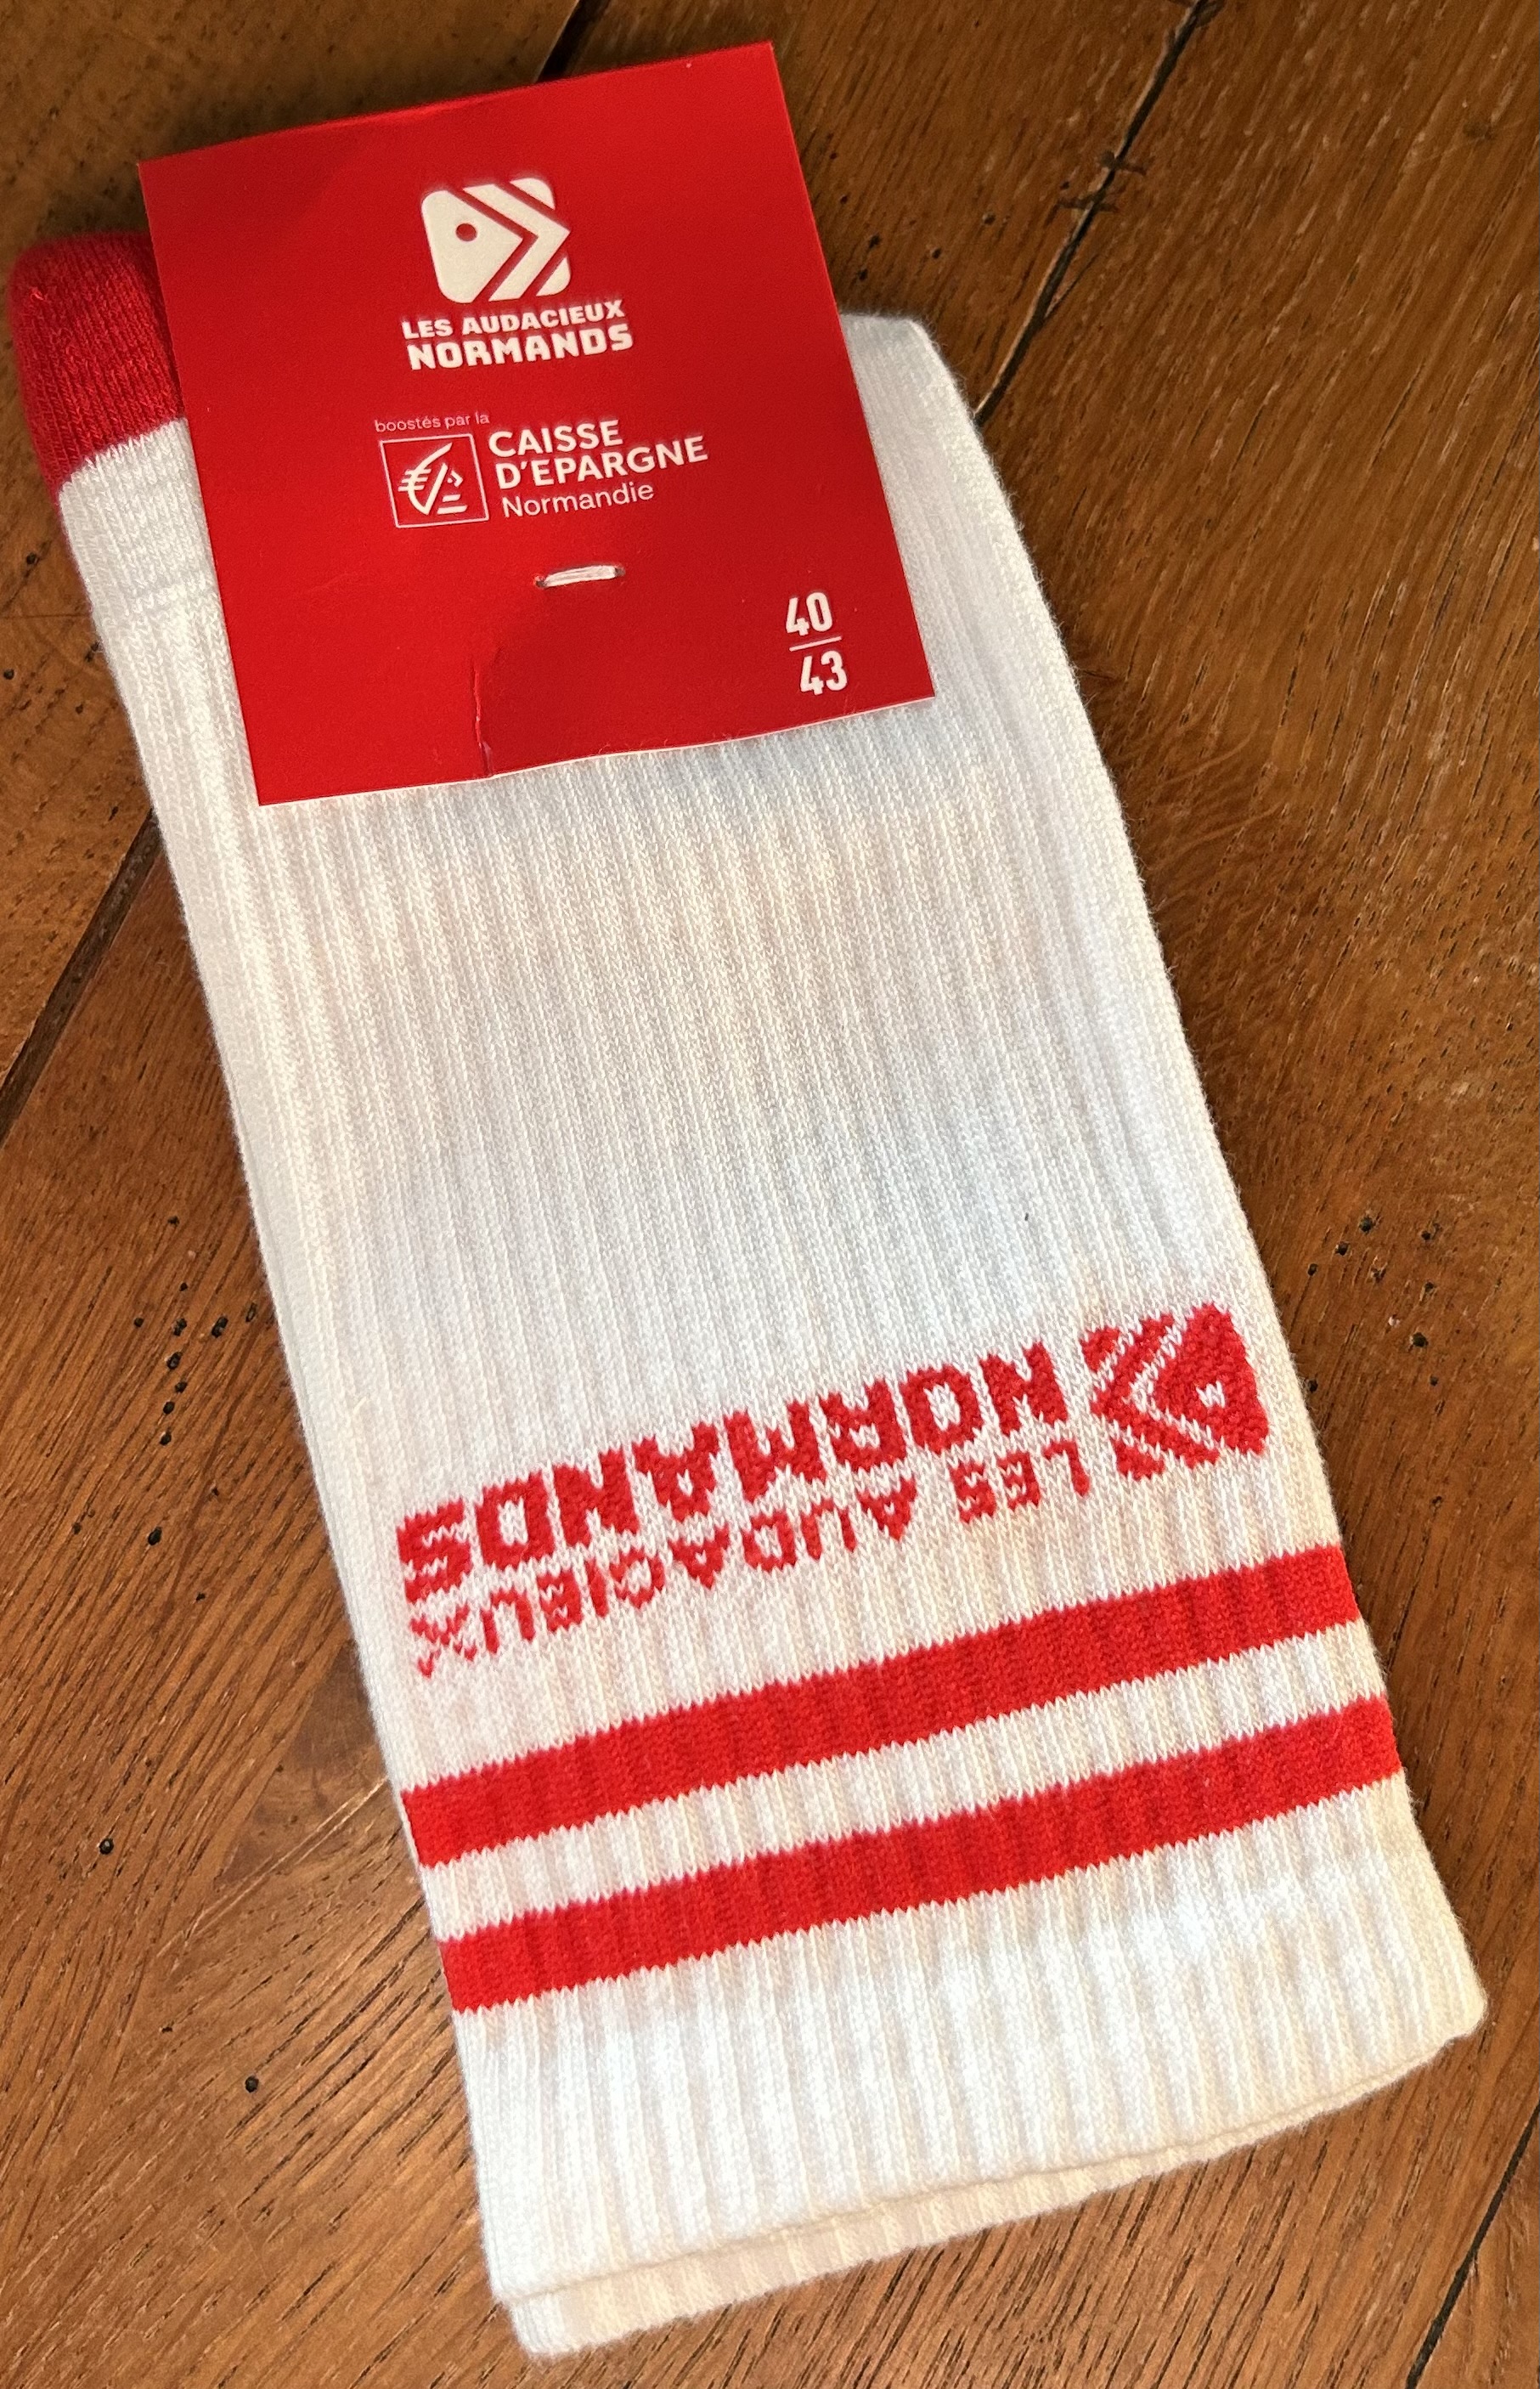 LES AUDACIEUX
NORMANDS
boostés par la
CAISSE
D'EPARGNE
Normandie
40
43
LES AUDACIEUX
NORMANDS